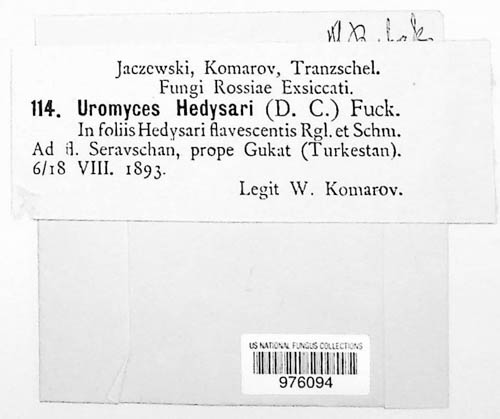 Jaczewski, Komarov, Tranzschel.
Fungi Rossiae Exsiccati.
114. Uromyces Hedysari (D. C.) Fuck.
In foliis Hedysari flavescentis Rgl. et Schm.
Ad fl. Seravschan, prope Gukat (Turkestan).
6/18 VIII. 1893.
Legit W. Komarov.
US NATIONAL FUNGUS COLLECTIONS
976094